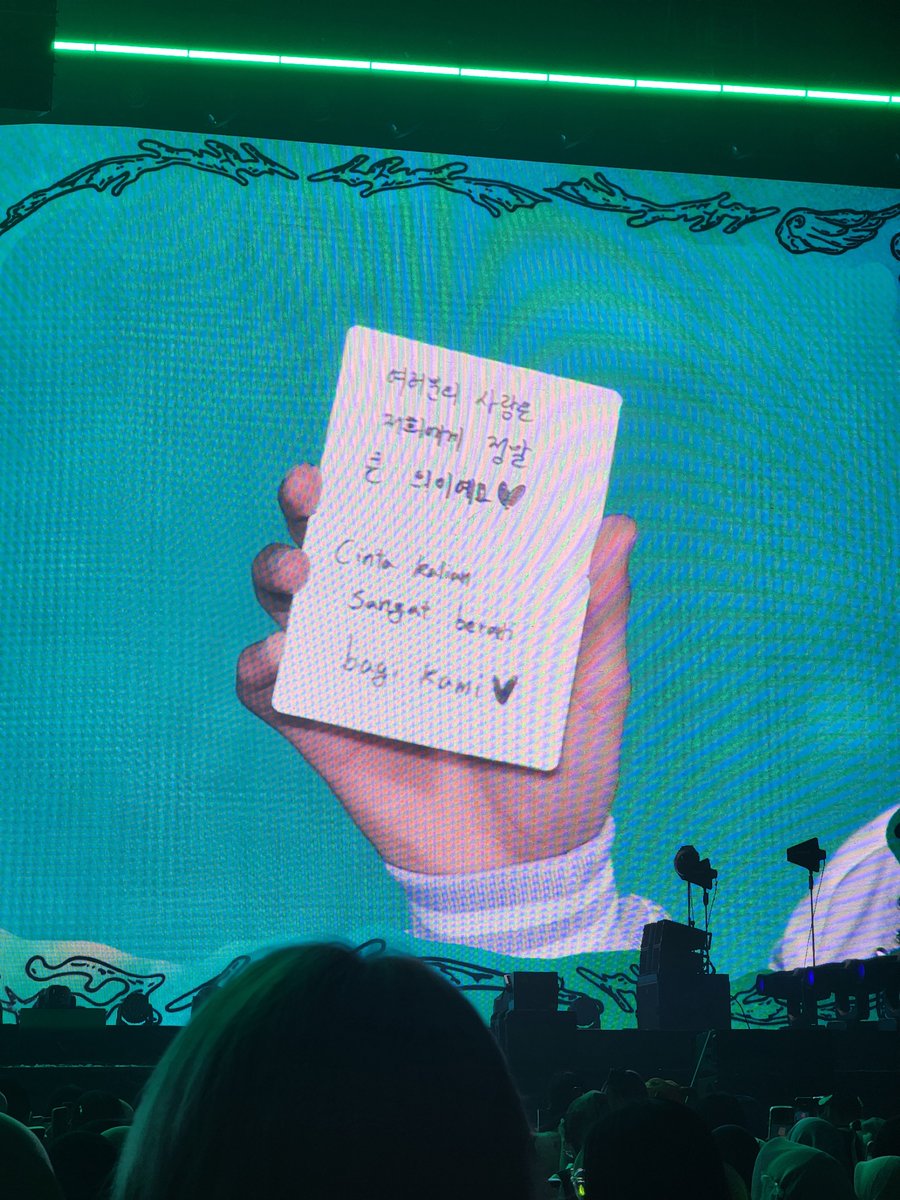 여러분의 사랑은
저희에게 정말
큰 의미예요♥
Cinta kalian
sangat berarti
bagi kami♥